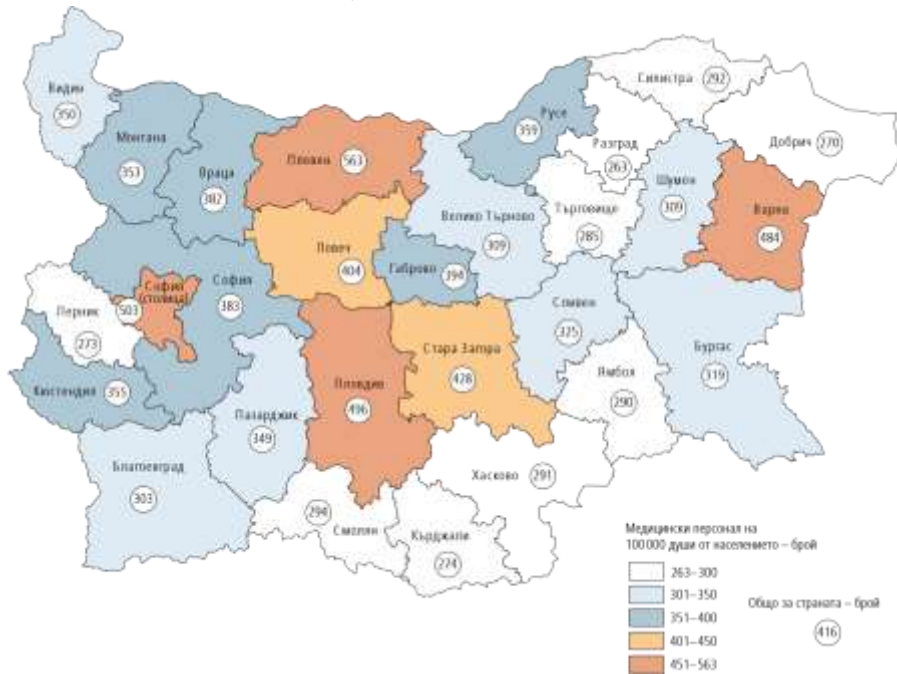 Видин
350
Монтана
353
Враца
382
Плевен
563
Русе
359
Силистра
292
Разград
263
Добрич
270
Шумен
309
Варна
484
Търговище
285
Велико Търново
309
Ловеч
404
Габрово
394
София
(столица)
503
София
383
Перник
273
Кюстендил
355
Сливен
325
Бургас
319
Стара Загора
428
Ямбол
290
Пловдив
496
Пазарджик
349
Благоевград
303
Хасково
291
Смолян
294
Кърджали
Медицински персонал на
100 000 души от населението – брой
263–300
301–350
351–400
401–450
451–563
Общо за страната – брой
416